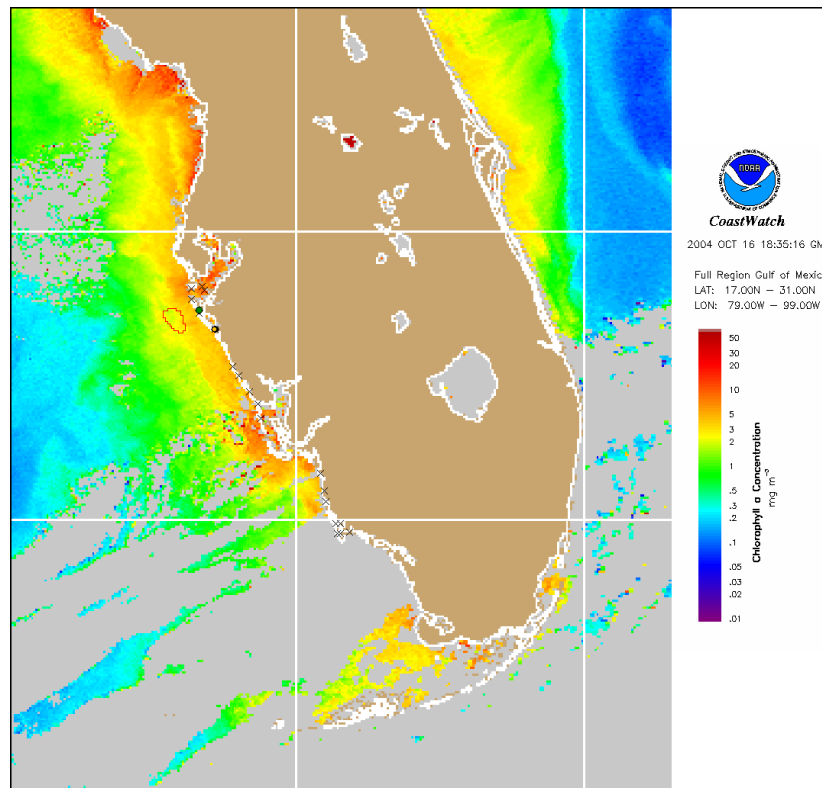 NOAA
CoastWatch
2004 OCT 16 18:35:16 GM
Full Region Gulf of Mexic
LAT: 17.00N – 31.00N
LON: 79.00W – 99.00W
50
30
20
10
5
3
2
1
.5
.3
.2
.1
.05
.03
.02
.01
Chlorophyll a Concentration
mg m⁻³